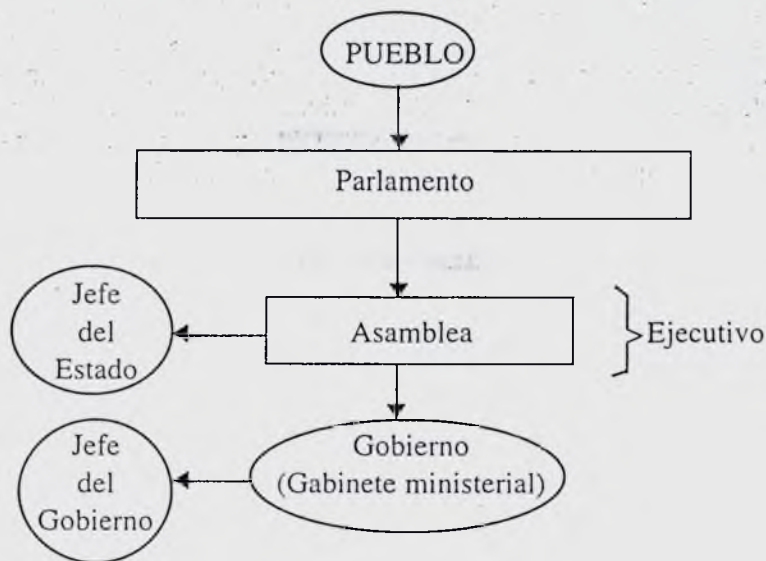 PUEBLO
Parlamento
Jefe
del
Estado
Asamblea
Ejecutivo
Jefe
del
Gobierno
Gobierno
(Gabinete ministerial)